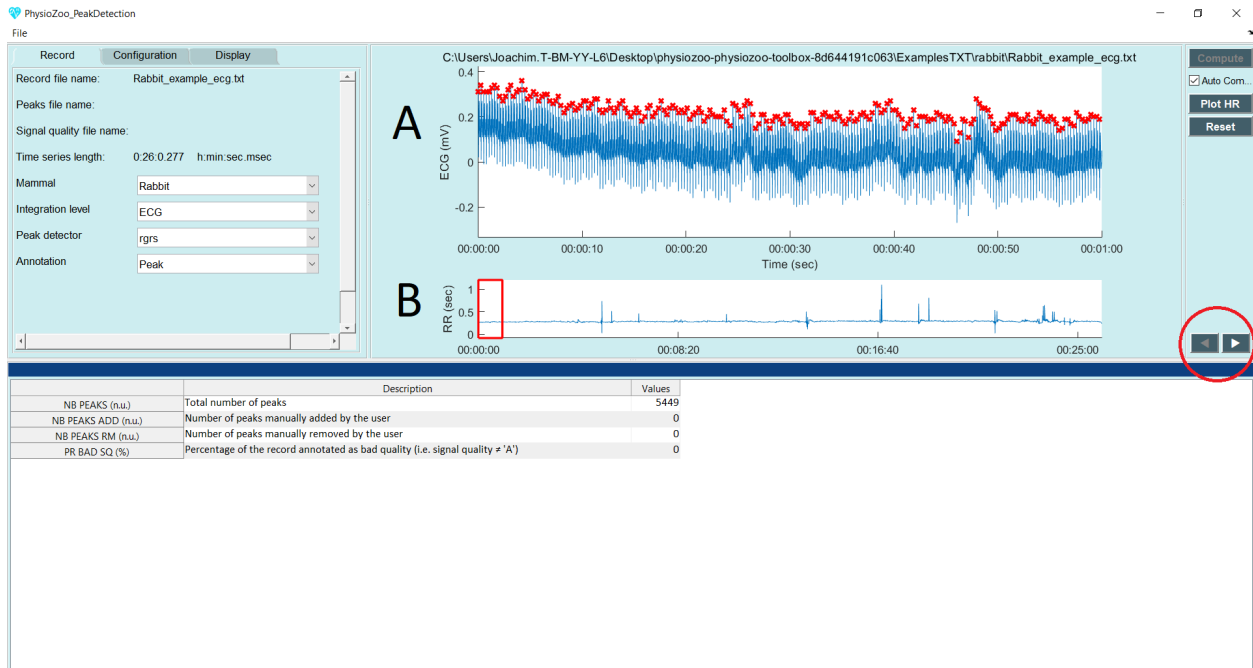 PhysioZoo_PeakDetection
File
Record Configuration Display
Record file name: Rabbit_example_ecg.txt
Peaks file name:
Signal quality file name:
Time series length: 0:26:0.277 h:min:sec.msec
Mammal Rabbit
Integration level ECG
Peak detector rgrs
Annotation Peak
C:\Users\Joachim.T-BM-YY-L6\Desktop\physiozoo-physiozoo-toolbox-8d644191c063\ExamplesTXT\rabbit\Rabbit_example_ecg.txt
A
ECG (mV)
0.4
0.2
0
-0.2
00:00:00 00:00:10 00:00:20 00:00:30 00:00:40 00:00:50 00:01:00
Time (sec)
B
RR (sec)
1
0.5
0
00:00:00 00:08:20 00:16:40 00:25:00
Compute
Auto Com...
Plot HR
Reset
Description Values
NB PEAKS (n.u.) Total number of peaks 5449
NB PEAKS ADD (n.u.) Number of peaks manually added by the user 0
NB PEAKS RM (n.u.) Number of peaks manually removed by the user 0
PR BAD SQ (%) Percentage of the record annotated as bad quality (i.e. signal quality ≠ 'A') 0